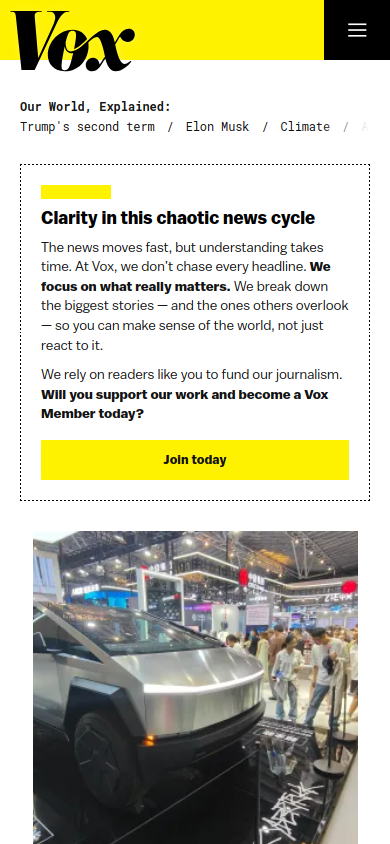 Vox
Our World, Explained:
Trump's second term / Elon Musk / Climate /
Clarity in this chaotic news cycle
The news moves fast, but understanding takes
time. At Vox, we don't chase every headline. We
focus on what really matters. We break down
the biggest stories — and the ones others overlook
— so you can make sense of the world, not just
react to it.
We rely on readers like you to fund our journalism.
Will you support our work and become a Vox
Member today?
Join today